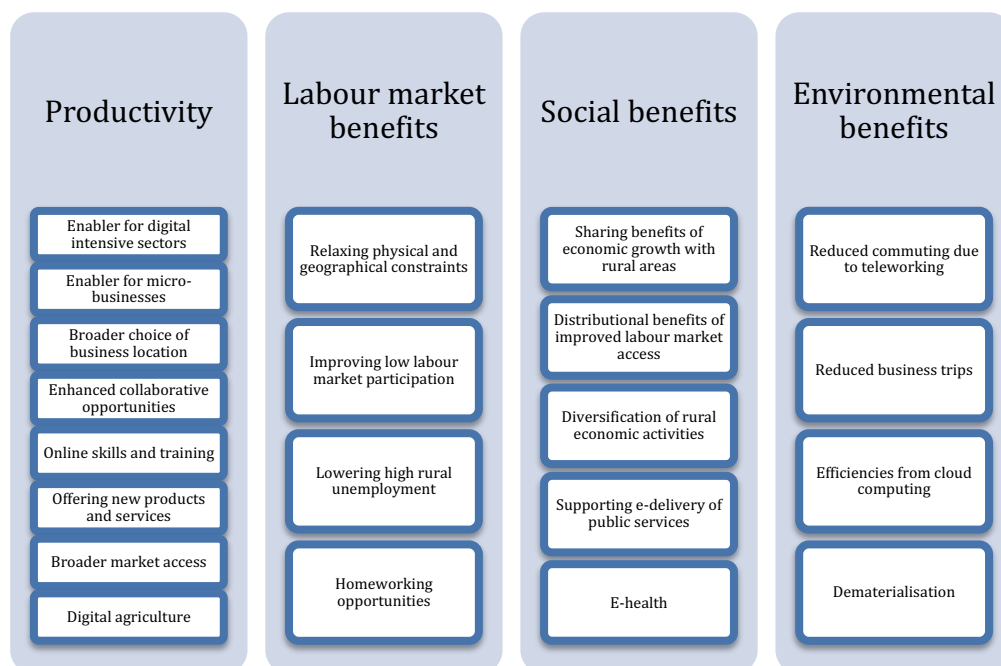 Productivity
Enabler for digital
intensive sectors
Enabler for micro-
businesses
Broader choice of
business location
Enhanced collaborative
opportunities
Online skills and training
Offering new products
and services
Broader market access
Digital agriculture
Labour market
benefits
Relaxing physical and
geographical constraints
Improving low labour
market participation
Lowering high rural
unemployment
Homeworking
opportunities
Social benefits
Sharing benefits of
economic growth with
rural areas
Distributional benefits of
improved labour market
access
Diversification of rural
economic activities
Supporting e-delivery of
public services
E-health
Environmental
benefits
Reduced commuting due
to teleworking
Reduced business trips
Efficiencies from cloud
computing
Dematerialisation